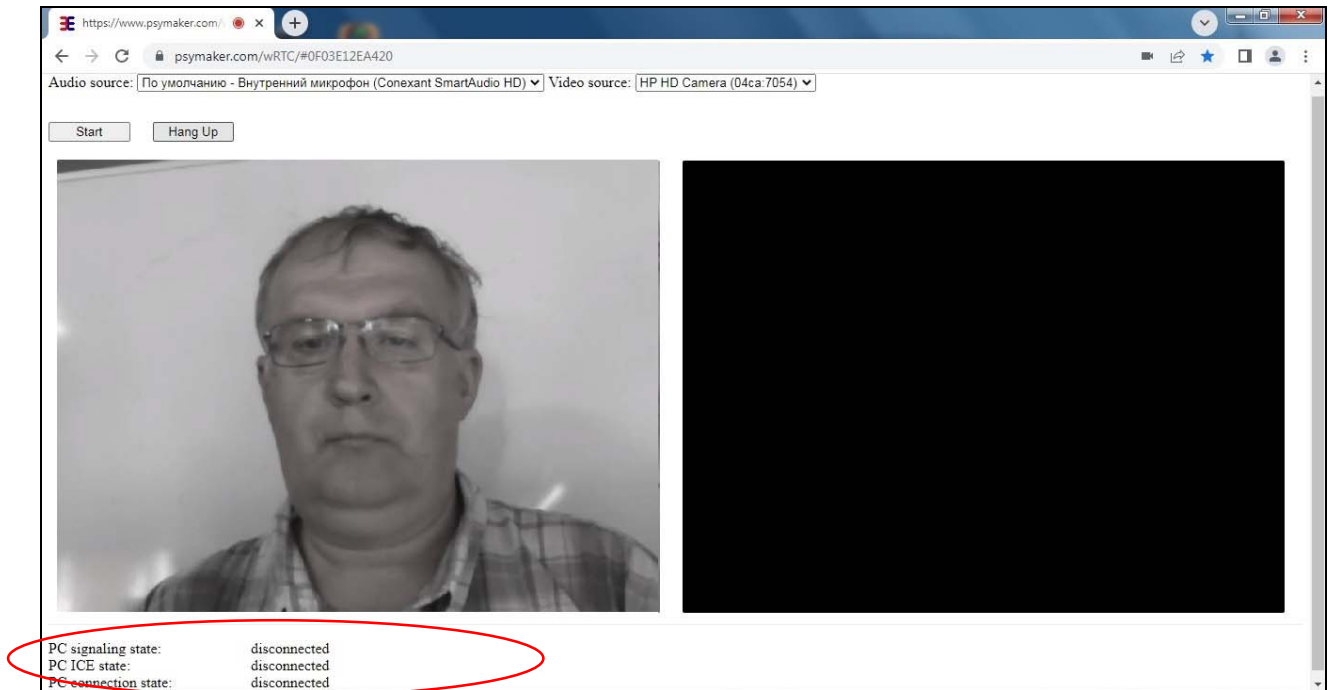 https://www.psymaker.com/
psymaker.com/wRTC/#0F03E12EA420
Audio source: По умолчанию - Внутренний микрофон (Conexant SmartAudio HD) Video source: HP HD Camera (04ca:7054)
Start Hang Up
PC signaling state: disconnected
PC ICE state: disconnected
PC connection state: disconnected